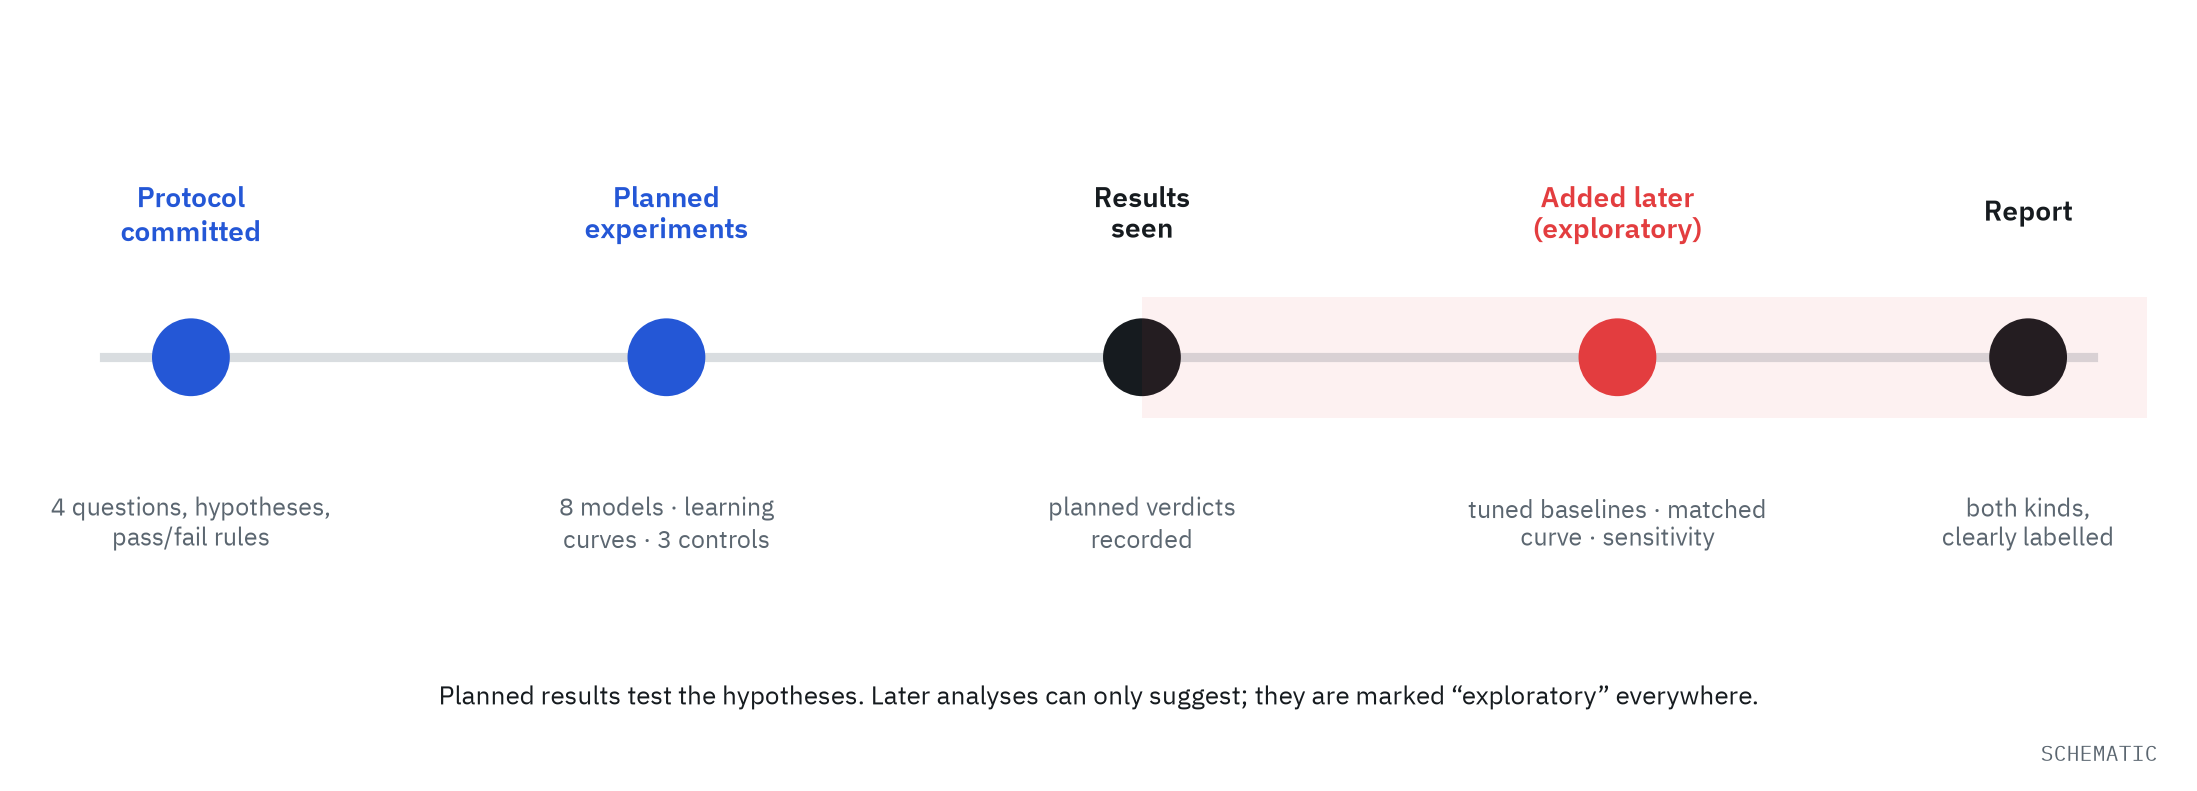 Protocol
committed
Planned
experiments
Results
seen
Added later
(exploratory)
Report
4 questions, hypotheses,
pass/fail rules
8 models · learning
curves · 3 controls
planned verdicts
recorded
tuned baselines · matched
curve · sensitivity
both kinds,
clearly labelled
Planned results test the hypotheses. Later analyses can only suggest; they are marked “exploratory” everywhere.
SCHEMATIC